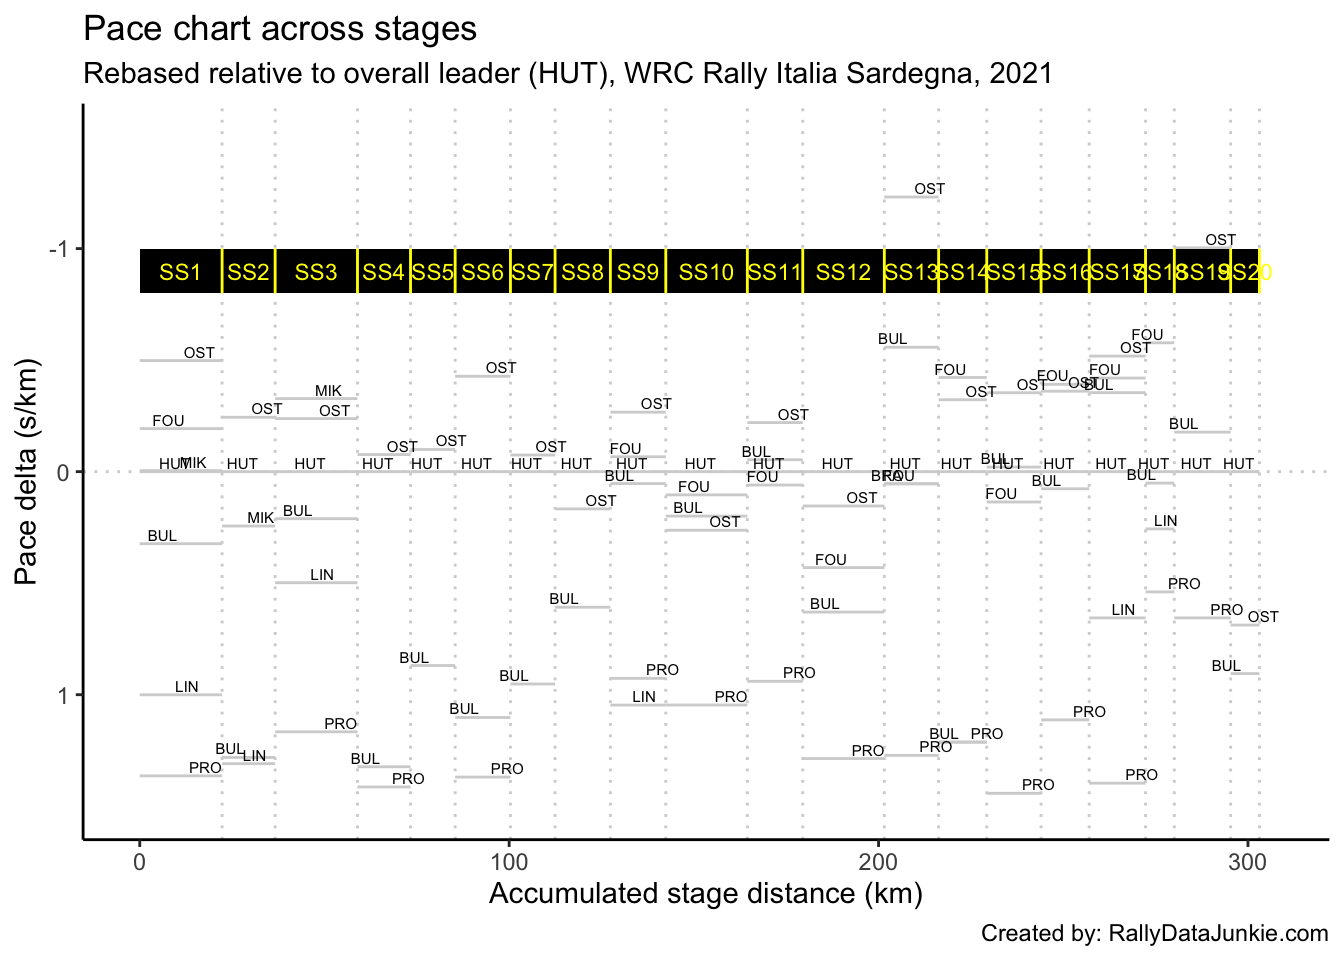 Pace chart across stages
Rebased relative to overall leader (HUT), WRC Rally Italia Sardegna, 2021
OST
-1
OST
SS1 SS2 SS3 SS4 SS5 SS6 SS7 SS8 SS9 SS10 SS11 SS12 SS13 SS14 SS15 SS16 SS17 SS18 SS19 SS20
BUL FOU
OST
OST OST
FOU FOU
MIK OST FOU OST OST BUL
OST OST OST OST
FOU BUL
OST OST OST FOU BUL
0
HUT MIK HUT HUT HUT HUT HUT HUT HUT HUT HUT HUT HUT HUT HUT BUL HUT HUT HUT HUT HUT HUT
BUL FOU FOU BUL BUL
MIK BUL OST FOU BUL OST OST FOU LIN
BUL
LIN FOU PRO
BUL BUL LIN PRO OST
BUL BUL
LIN BUL PRO LIN PRO PRO
1
PRO BUL PRO
BUL LIN BUL PRO PRO BUL PRO
PRO BUL PRO PRO PRO PRO PRO
0 100 200 300
Accumulated stage distance (km)
Pace delta (s/km)
Created by: RallyDataJunkie.com